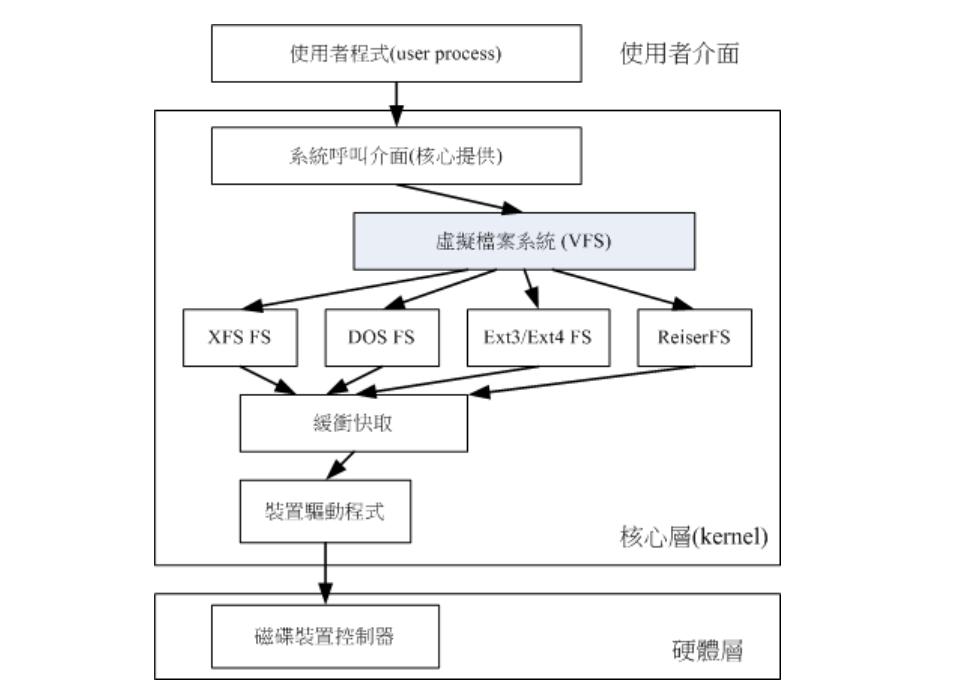 使用者程式(user process)
使用者介面
系統呼叫介面(核心提供)
虛擬檔案系統 (VFS)
XFS FS
DOS FS
Ext3/Ext4 FS
ReiserFS
緩衝快取
裝置驅動程式
核心層(kernel)
磁碟裝置控制器
硬體層